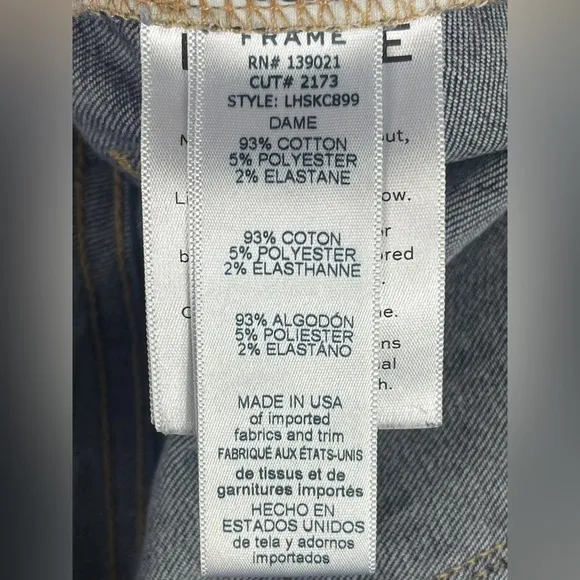 FRAME
RN# 139021
CUT# 2173
STYLE: LHSKC899
DAME
93% COTTON
5% POLYESTER
2% ELASTANE
93% COTON
5% POLYESTER
2% ÉLASTHANNE
93% ALGODÓN
5% POLIÉSTER
2% ELASTANO
MADE IN USA
of imported
fabrics and trim
FABRIQUÉ AUX ÉTATS-UNIS
de tissus et de
garnitures importés
HECHO EN
ESTADOS UNIDOS
de tela y adornos
importados